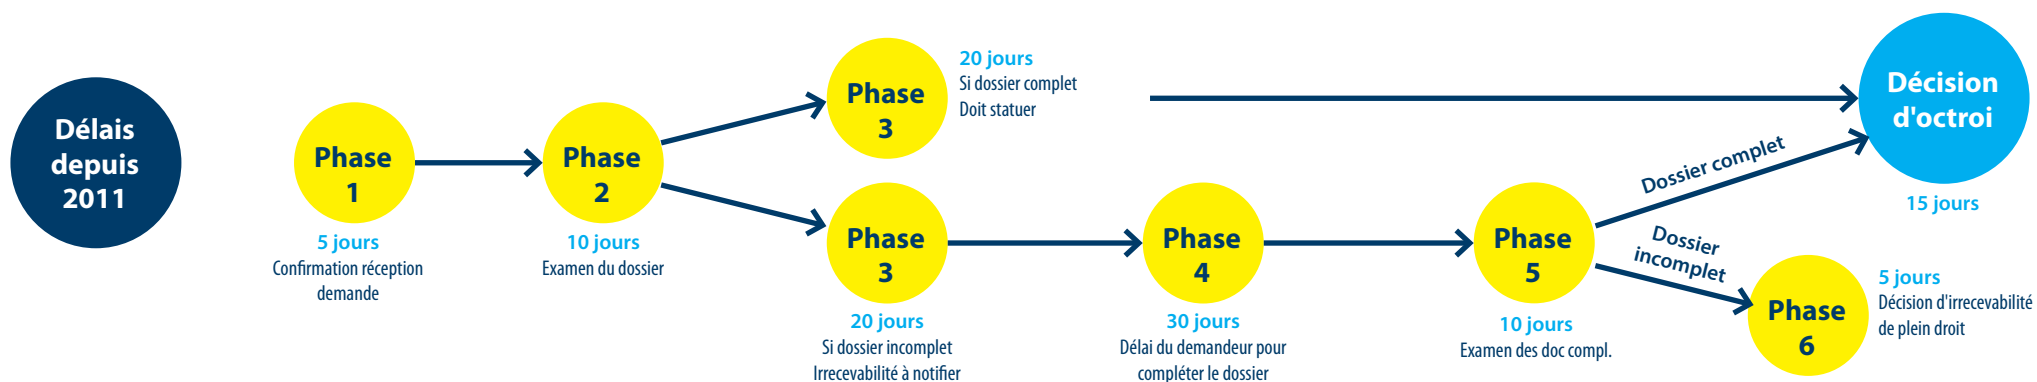 Délais
depuis
2011
Phase
1
5 jours
Confirmation réception
demande
Phase
2
10 jours
Examen du dossier
Phase
3
20 jours
Si dossier complet
Doit statuer
Phase
3
20 jours
Si dossier incomplet
Irrecevabilité à notifier
Phase
4
30 jours
Délai du demandeur pour
compléter le dossier
Phase
5
10 jours
Examen des doc compl.
Dossier complet
Décision
d'octroi
15 jours
Dossier
incomplet
Phase
6
5 jours
Décision d'irrecevabilité
de plein droit